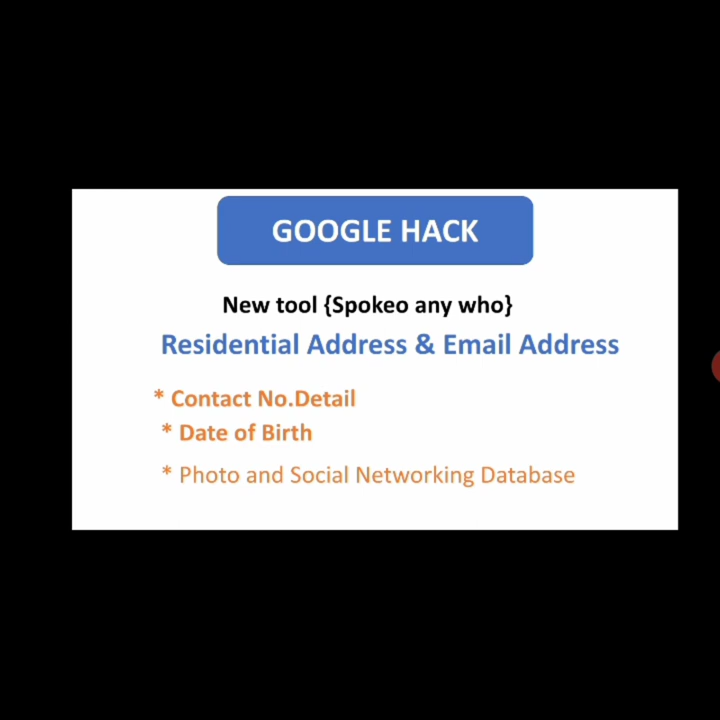 GOOGLE HACK
New tool {Spokeo any who}
Residential Address & Email Address
* Contact No.Detail
* Date of Birth
* Photo and Social Networking Database